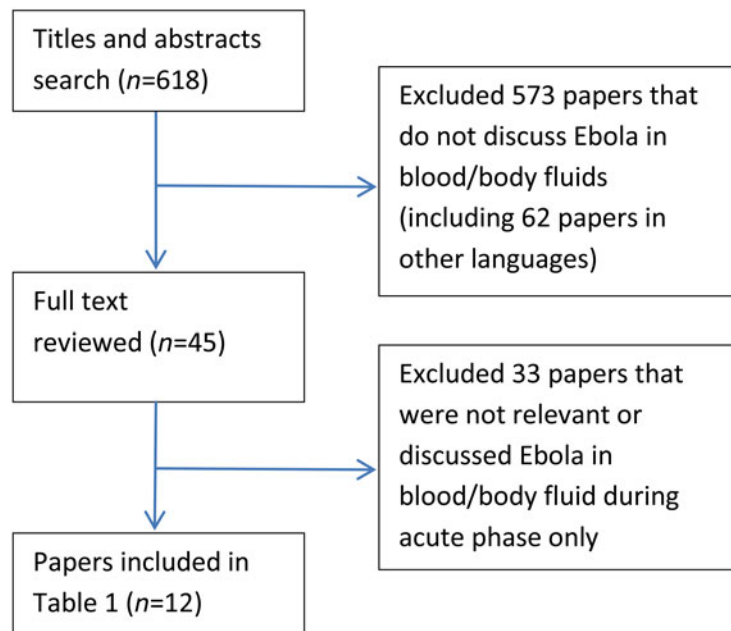 Titles and abstracts
search (n=618)
Excluded 573 papers that
do not discuss Ebola in
blood/body fluids
(including 62 papers in
other languages)
Full text
reviewed (n=45)
Excluded 33 papers that
were not relevant or
discussed Ebola in
blood/body fluid during
acute phase only
Papers included in
Table 1 (n=12)